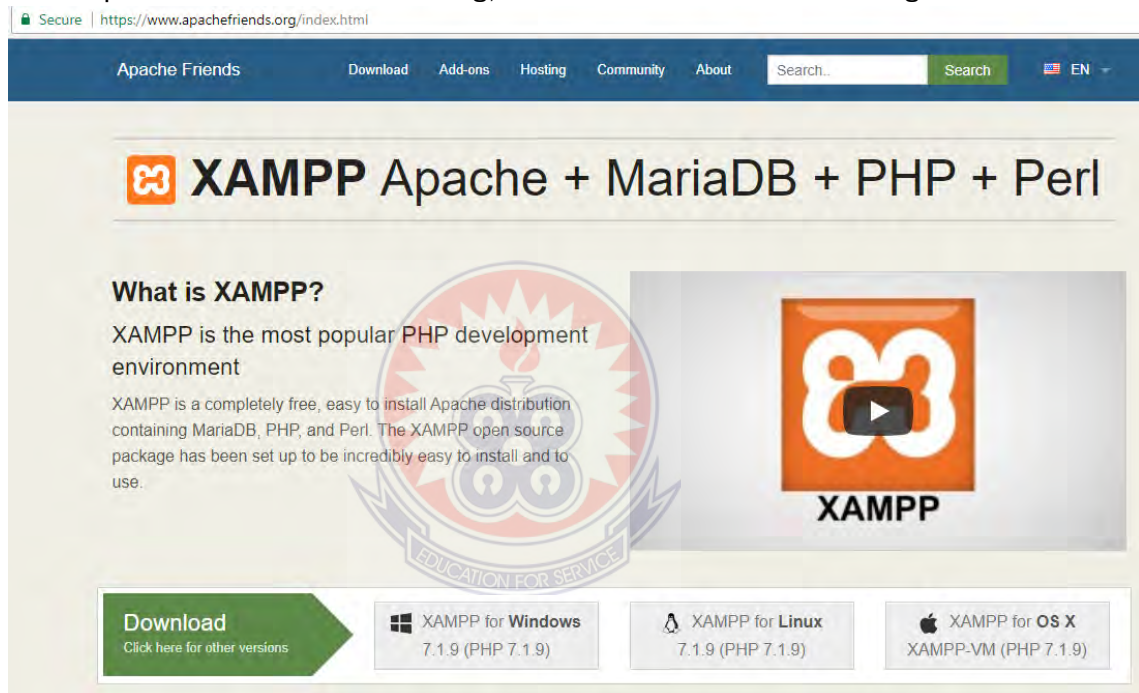 Secure | https://www.apachefriends.org/index.html
Apache Friends Download Add-ons Hosting Community About Search.. Search EN
XAMPP Apache + MariaDB + PHP + Perl
What is XAMPP?
XAMPP is the most popular PHP development
environment
XAMPP is a completely free, easy to install Apache distribution
containing MariaDB, PHP, and Perl. The XAMPP open source
package has been set up to be incredibly easy to install and to
use.
XAMPP
EDUCATION FOR SERVICE
Download
Click here for other versions
XAMPP for Windows
7.1.9 (PHP 7.1.9)
XAMPP for Linux
7.1.9 (PHP 7.1.9)
XAMPP for OS X
XAMPP-VM (PHP 7.1.9)